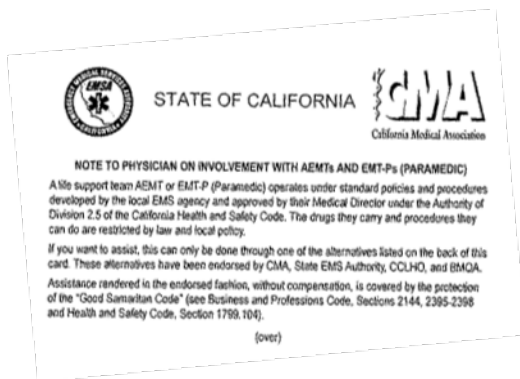 EMERGENCY MEDICAL SERVICES AUTHORITY
EMSA
CALIFORNIA
STATE OF CALIFORNIA
CMA
California Medical Association
NOTE TO PHYSICIAN ON INVOLVEMENT WITH AEMTs AND EMT-Ps (PARAMEDIC)
A life support team AEMT or EMT-P (Paramedic) operates under standard policies and procedures
developed by the local EMS agency and approved by their Medical Director under the Authority of
Division 2.5 of the California Health and Safety Code. The drugs they carry and procedures they
can do are restricted by law and local policy.
If you want to assist, this can only be done through one of the alternatives listed on the back of this
card. These alternatives have been endorsed by CMA, State EMS Authority, CCLHO, and BMQA.
Assistance rendered in the endorsed fashion, without compensation, is covered by the protection
of the "Good Samaritan Code" (see Business and Professions Code, Sections 2144, 2395-2398
and Health and Safety Code, Section 1799.104).
(over)